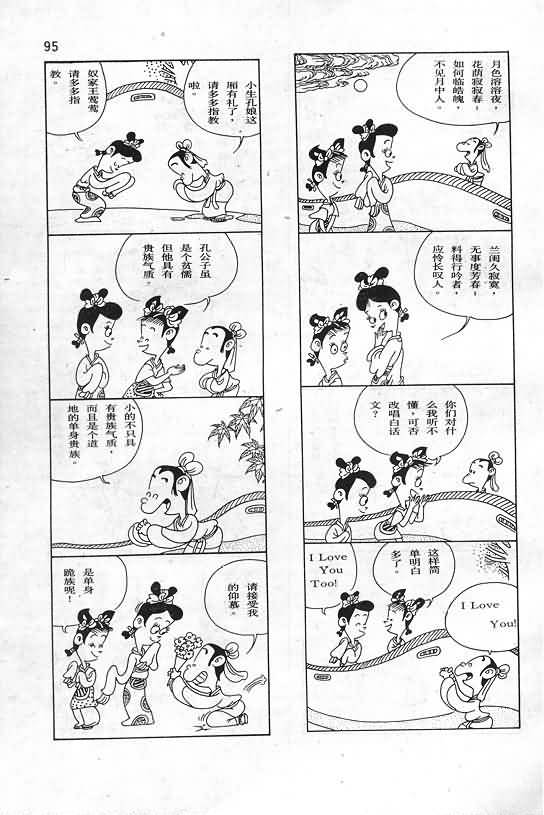 95
月色溶溶夜，
花荫寂寂春；
如何临皓魄，
不见月中人。
兰闺久寂寞，
无事度芳春；
料得行吟者，
应怜长叹人。
你们对什
么我听不
懂，可否
改唱白话
文？
I Love
You!
这样简
单明白
多了。
I Love
You
Too!
小生孔娘这
厢有礼了，
请多多指教
啦。
奴家王莺莺
请多多指
教。
孔公子虽
是个贫儒
但他具有
贵族气质。
小的不只具
有贵族气质，
而且是个道
地的单身贵族。
请接受我
的仰慕。
是单身
跪族呢！